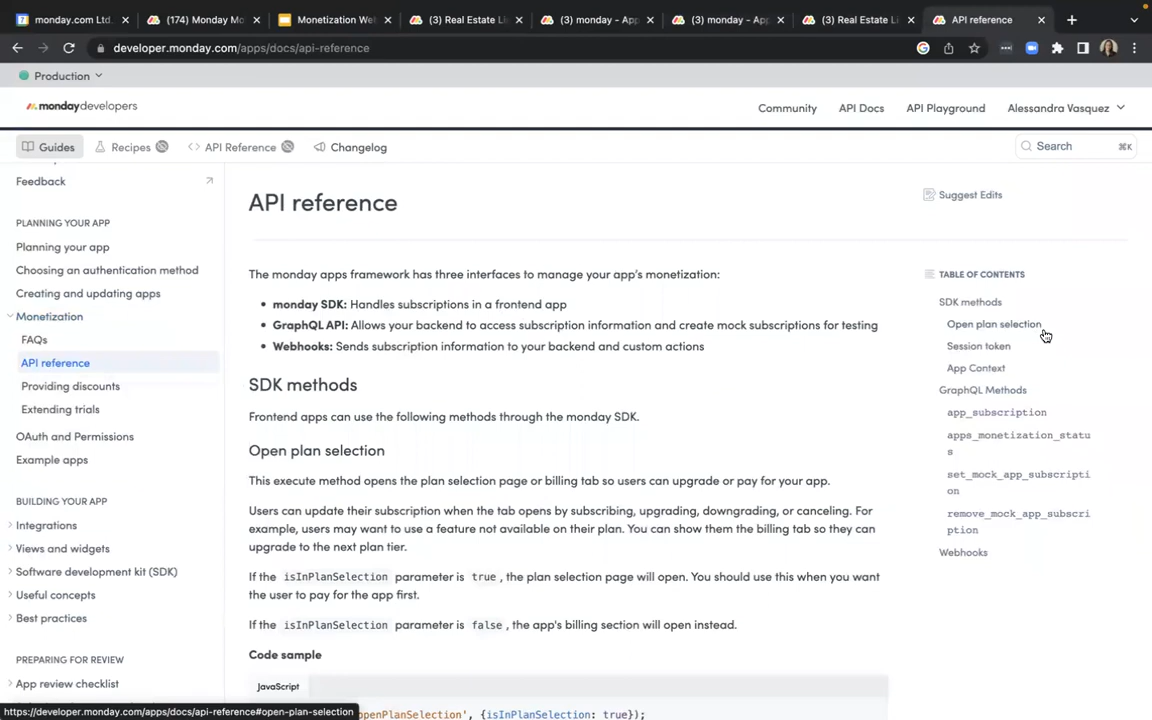 monday.com Ltd.
(174) Monday Mo
Monetization We
(3) Real Estate Li
(3) monday - App
(3) monday - App
(3) Real Estate Li
API reference
developer.monday.com/apps/docs/api-reference
Production
mondaydevelopers
Community
API Docs
API Playground
Alessandra Vasquez
Guides
Recipes
API Reference
Changelog
Search
⌘K
Feedback
PLANNING YOUR APP
Planning your app
Choosing an authentication method
Creating and updating apps
Monetization
FAQs
API reference
Providing discounts
Extending trials
OAuth and Permissions
Example apps
BUILDING YOUR APP
Integrations
Views and widgets
Software development kit (SDK)
Useful concepts
Best practices
PREPARING FOR REVIEW
App review checklist
https://developer.monday.com/apps/docs/api-reference#open-plan-selection
API reference
The monday apps framework has three interfaces to manage your app's monetization:
• monday SDK: Handles subscriptions in a frontend app
• GraphQL API: Allows your backend to access subscription information and create mock subscriptions for testing
• Webhooks: Sends subscription information to your backend and custom actions
SDK methods
Frontend apps can use the following methods through the monday SDK.
Open plan selection
This execute method opens the plan selection page or billing tab so users can upgrade or pay for your app.
Users can update their subscription when the tab opens by subscribing, upgrading, downgrading, or canceling. For
example, users may want to use a feature not available on their plan. You can show them the billing tab so they can
upgrade to the next plan tier.
If the isInPlanSelection parameter is true , the plan selection page will open. You should use this when you want
the user to pay for the app first.
If the isInPlanSelection parameter is false , the app's billing section will open instead.
Code sample
JavaScript
openPlanSelection', {isInPlanSelection: true});
Suggest Edits
TABLE OF CONTENTS
SDK methods
Open plan selection
Session token
App Context
GraphQL Methods
app_subscription
apps_monetization_statu
s
set_mock_app_subscripti
on
remove_mock_app_subscri
ption
Webhooks